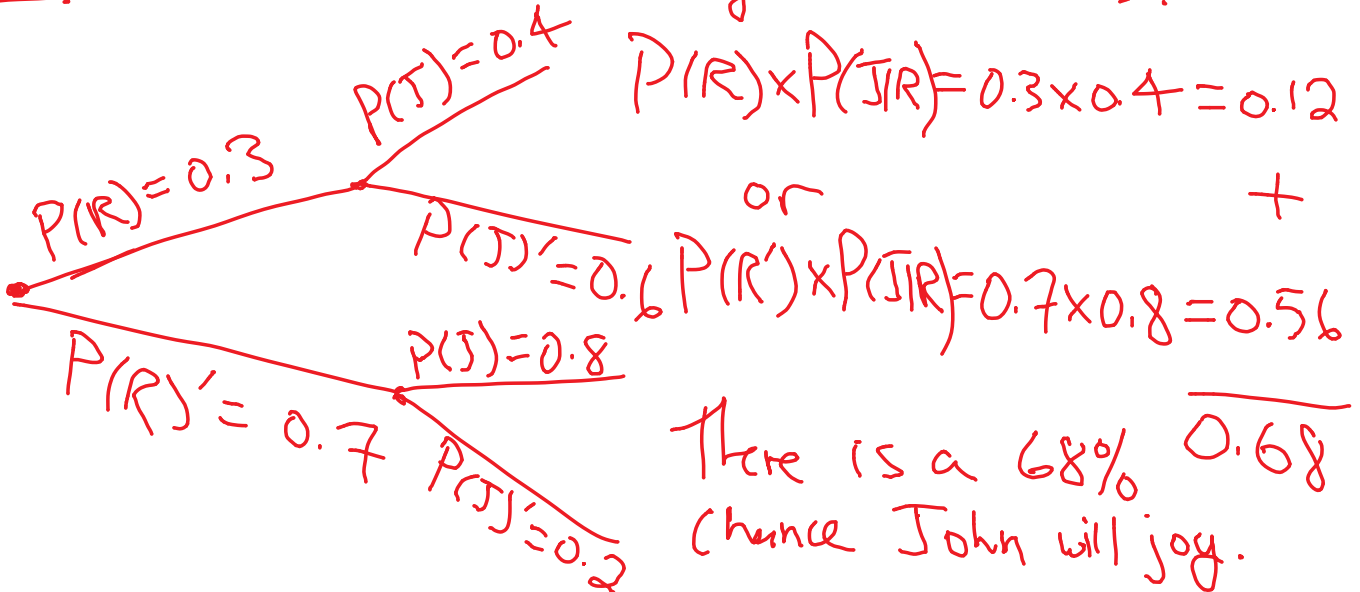 P(J)=0.4
P(R)×P(J|R)=0.3×0.4=0.12
P(R)=0.3
or
+
P(J)'=0.6
P(R')×P(J|R)=0.7×0.8=0.56
P(J)=0.8
P(R)'=0.7
0.68
P(J)'=0.2
There is a 68%
chance John will joy.